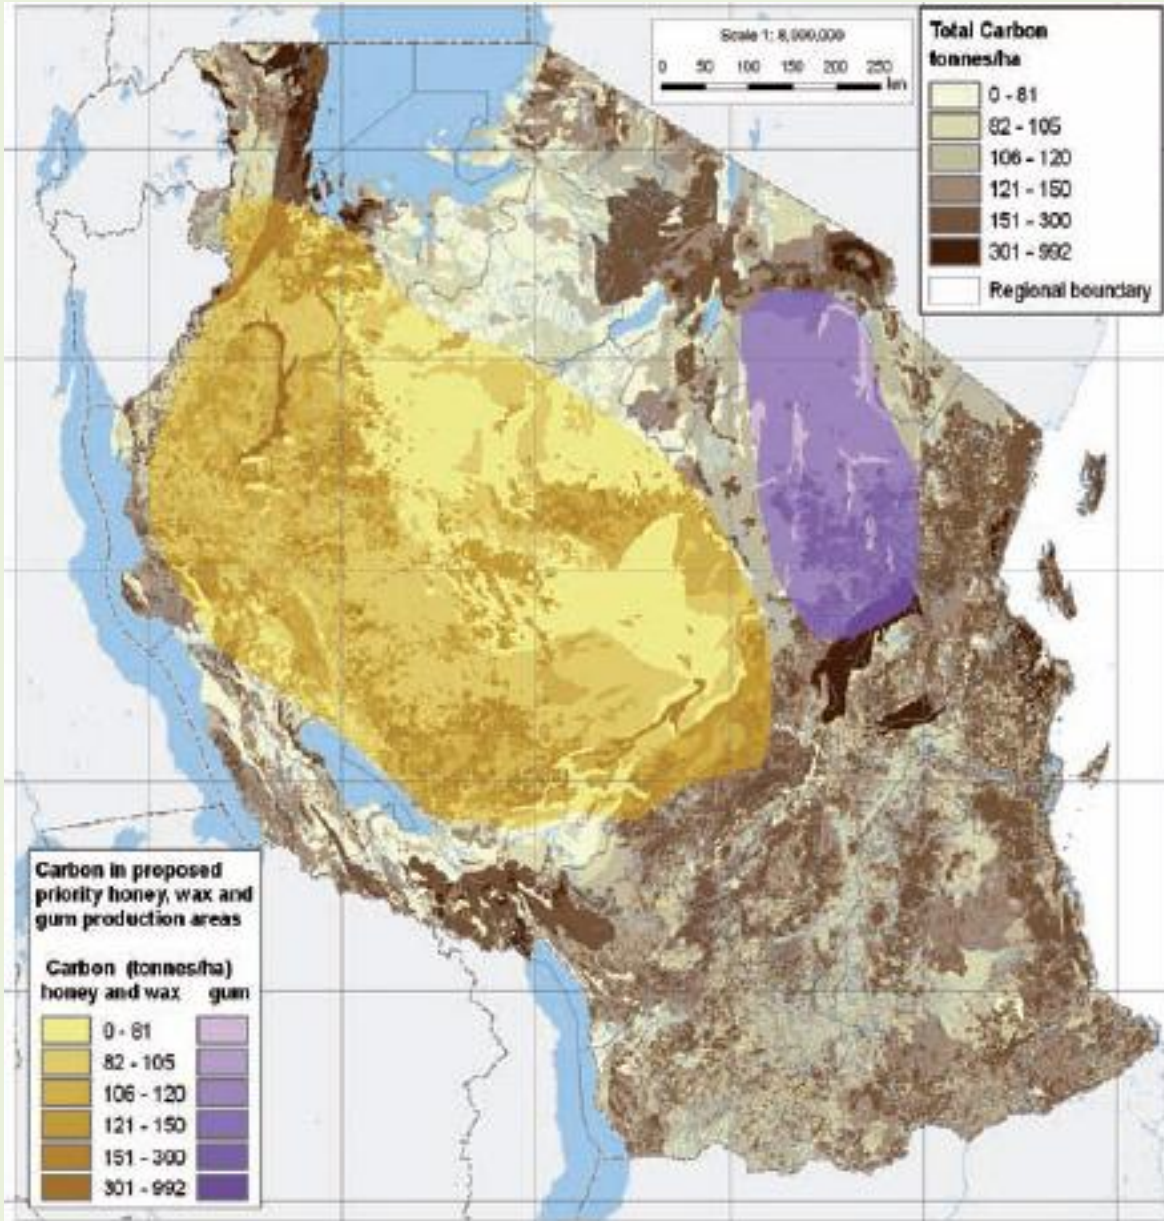 Scale 1: 8,000,000
0 50 100 150 200 250
km
Total Carbon
tonnes/ha
0 - 81
82 - 105
106 - 120
121 - 150
151 - 300
301 - 992
Regional boundary
Carbon in proposed
priority honey, wax and
gum production areas
Carbon (tonnes/ha)
honey and wax gum
0 - 81
82 - 105
106 - 120
121 - 150
151 - 300
301 - 992